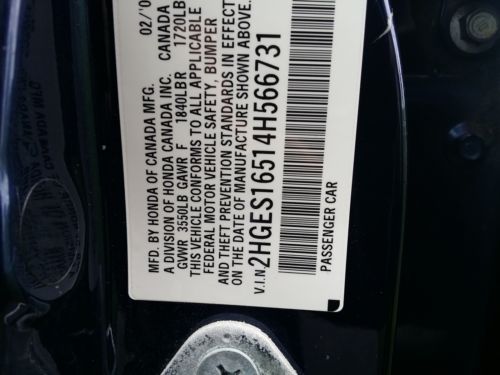 MFD. BY HONDA OF CANADA MFG. 02/0
A DIVISION OF HONDA CANADA INC. CANADA
GVWR 3550LB GAWR F 1840LBR 1720LB
THIS VEHICLE CONFORMS TO ALL APPLICABLE
FEDERAL MOTOR VEHICLE SAFETY, BUMPER
AND THEFT PREVENTION STANDARDS IN EFFECT
ON THE DATE OF MANUFACTURE SHOWN ABOVE.
V.I.N. 2HGES16514H566731
PASSENGER CAR